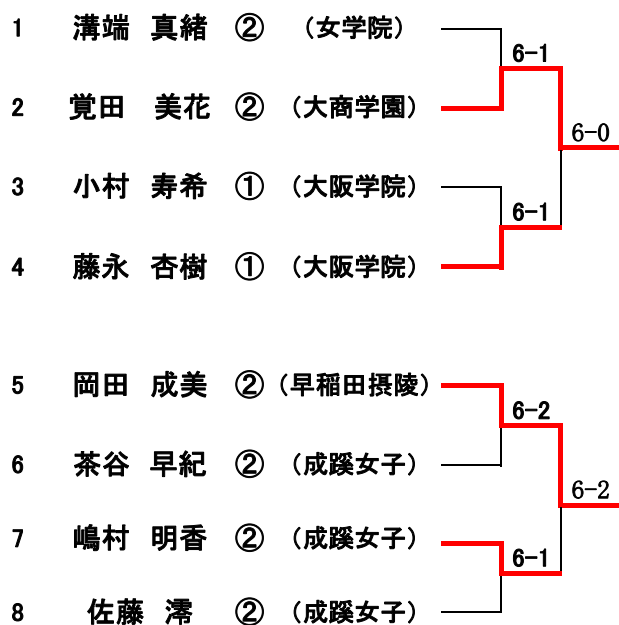 1 溝端 真緒 ② (女学院)
6-1
2 覚田 美花 ② (大商学園)
6-0
3 小村 寿希 ① (大阪学院)
6-1
4 藤永 杏樹 ① (大阪学院)
5 岡田 成美 ② (早稲田摂陵)
6-2
6 茶谷 早紀 ② (成蹊女子)
6-2
7 嶋村 明香 ② (成蹊女子)
6-1
8 佐藤 澪 ② (成蹊女子)